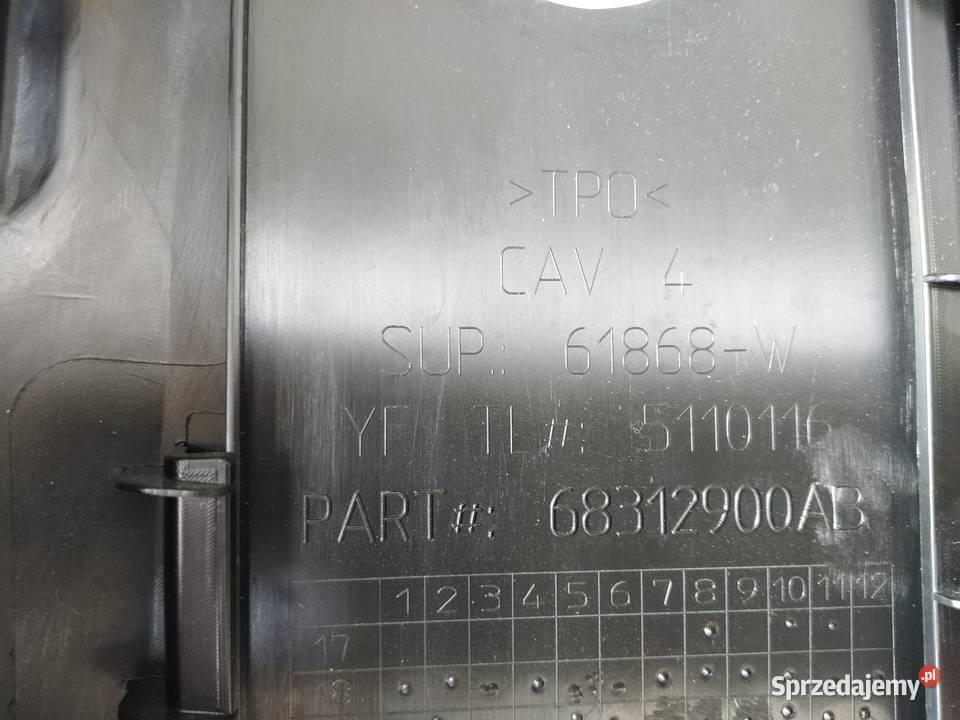 >TPO<
CAV 4
SUP.: 61868-W
YF TL#: 5110116
PART#: 68312900AB
1 2 3 4 5 6 7 8 9 10 11 12
17
8
Sprzedajemy.pl